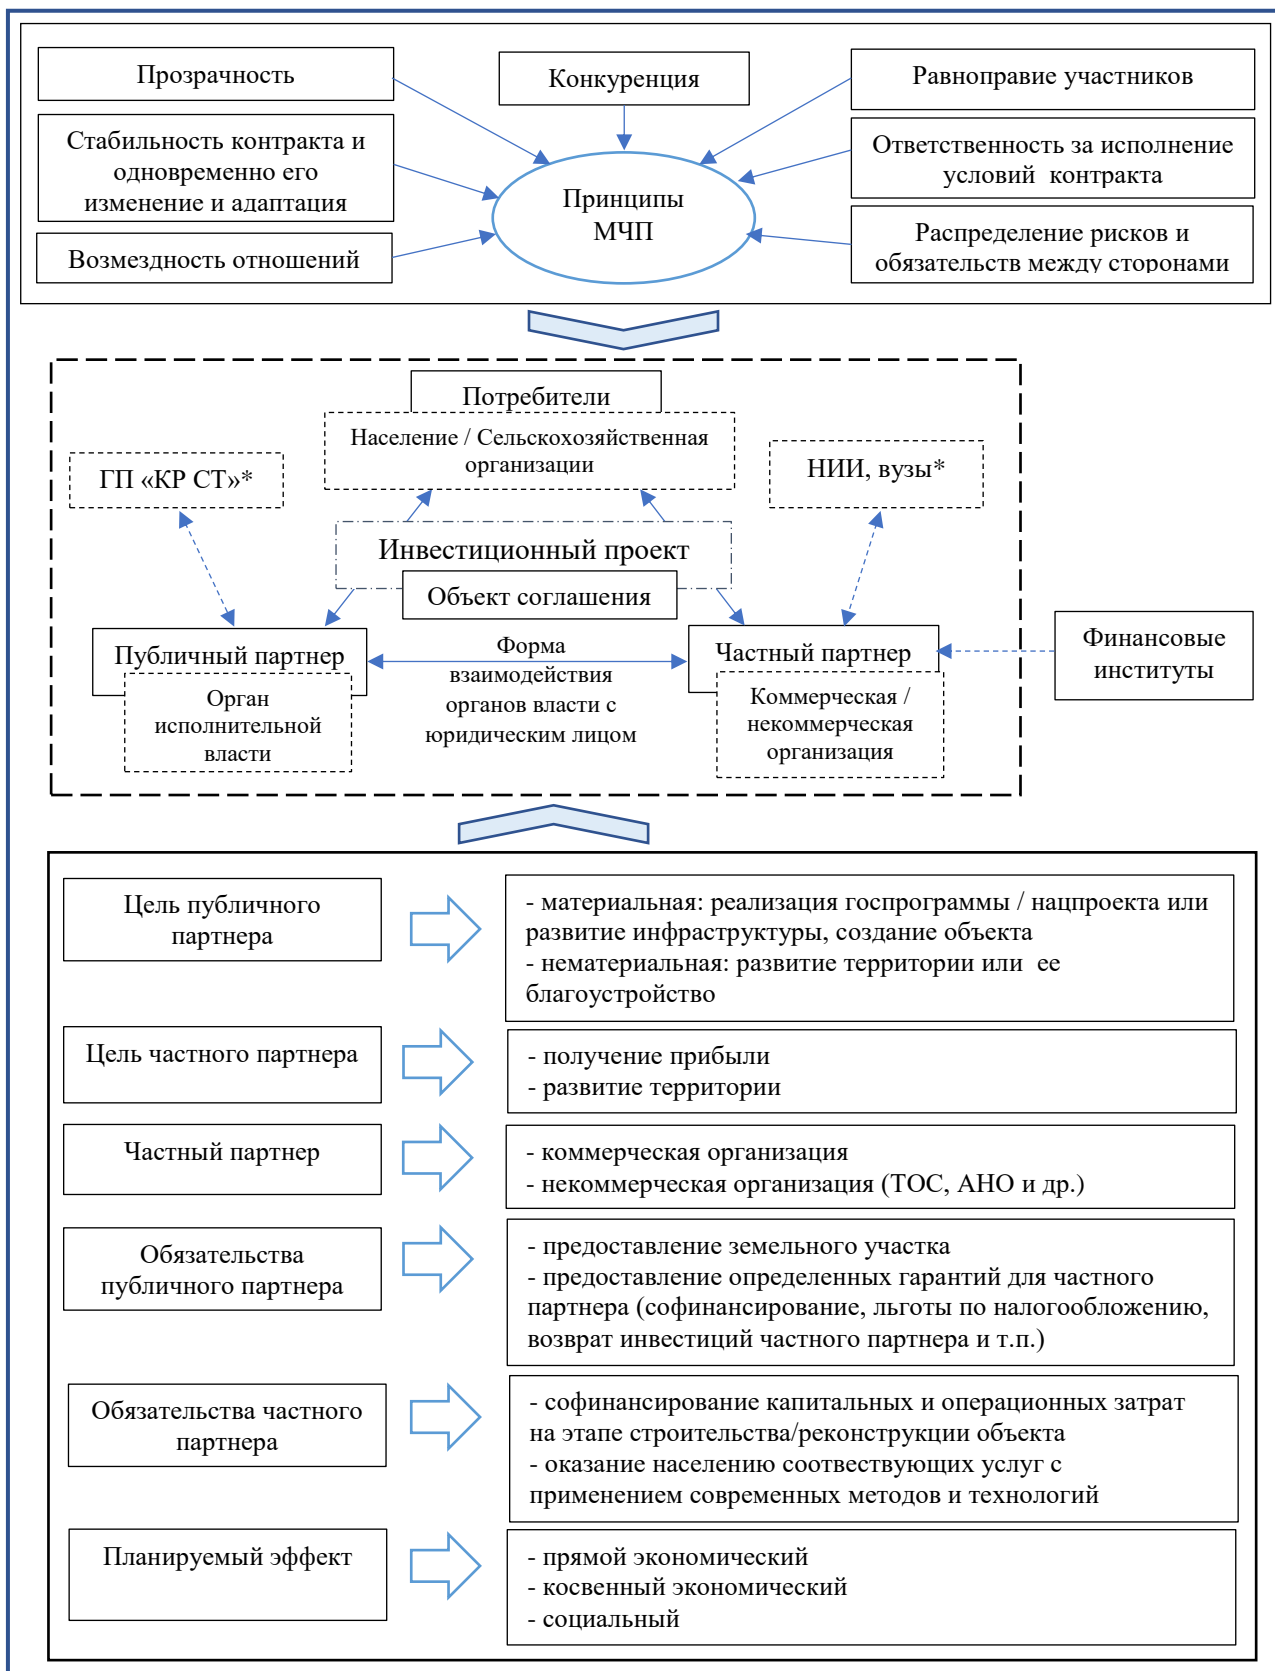 Прозрачность
Конкуренция
Равноправие участников
Стабильность контракта и
одновременно его
изменение и адаптация
Ответственность за исполнение
условий контракта
Принципы
МЧП
Возмездность отношений
Распределение рисков и
обязательств между сторонами
Потребители
Население / Сельскохозяйственная
организации
ГП «КР СТ»*
НИИ, вузы*
Инвестиционный проект
Объект соглашения
Публичный партнер
Орган
исполнительной
власти
Форма
взаимодействия
органов власти с
юридическим лицом
Частный партнер
Коммерческая /
некоммерческая
организация
Финансовые
институты
Цель публичного
партнера
- материальная: реализация госпрограммы / нацпроекта или
развитие инфраструктуры, создание объекта
- нематериальная: развитие территории или ее
благоустройство
Цель частного партнера
- получение прибыли
- развитие территории
Частный партнер
- коммерческая организация
- некоммерческая организация (ТОС, АНО и др.)
Обязательства
публичного партнера
- предоставление земельного участка
- предоставление определенных гарантий для частного
партнера (софинансирование, льготы по налогообложению,
возврат инвестиций частного партнера и т.п.)
Обязательства частного
партнера
- софинансирование капитальных и операционных затрат
на этапе строительства/реконструкции объекта
- оказание населению соотвествующих услуг с
применением современных методов и технологий
Планируемый эффект
- прямой экономический
- косвенный экономический
- социальный